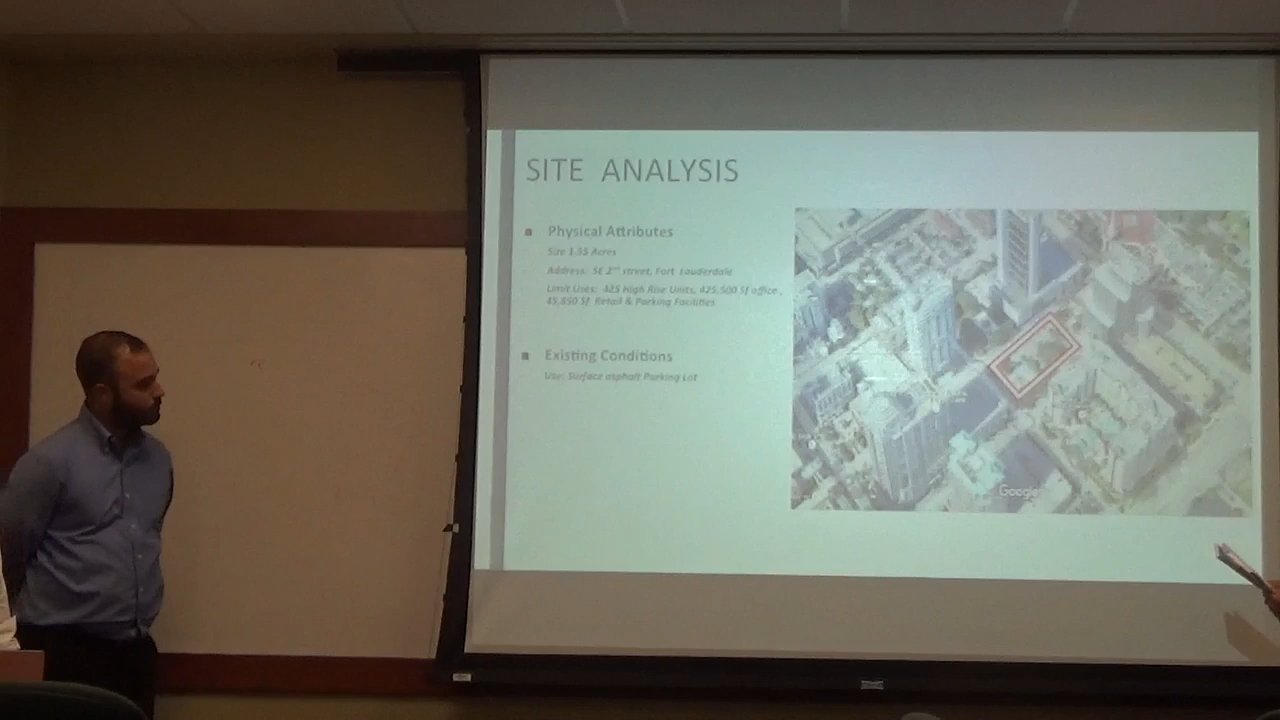 SITE ANALYSIS
Physical Attributes
Size 1.35 Acres
Address: SE 2nd street, Fort Lauderdale
Limit Uses: 425 High Rise Units, 425,500 Sf office,
45,850 Sf Retail & Parking Facilities
Existing Conditions
Use: Surface asphalt Parking Lot
Google